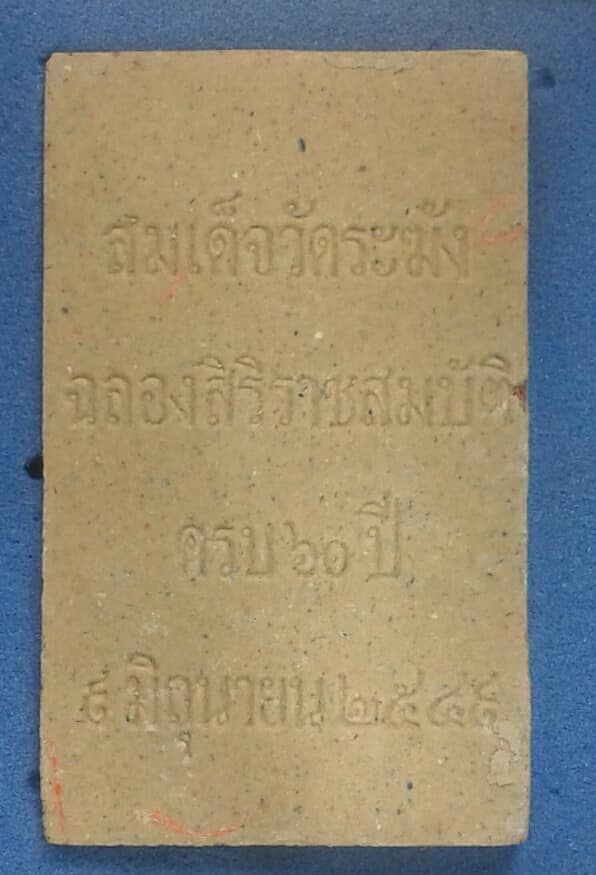 สมเด็จวัดระฆัง
ฉลองสิริราชสมบัติ
ครบ ๖๐ ปี
๙ มิถุนายน ๒๕๔๙